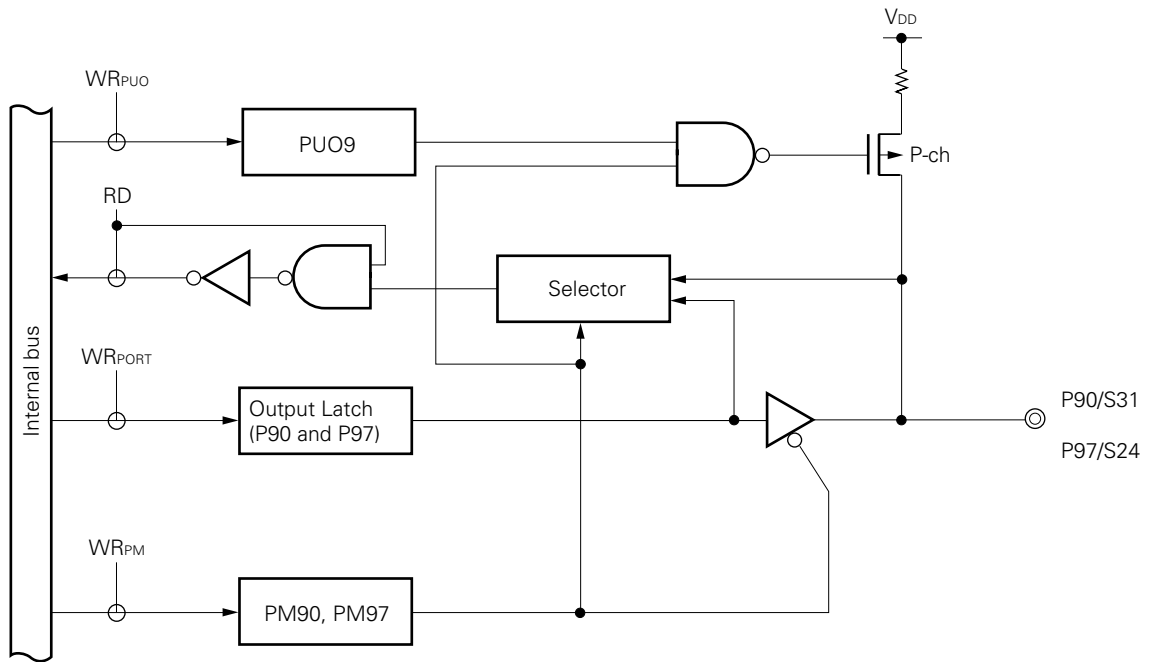 VDD
WRPUO
PUO9
P-ch
RD
Selector
Internal bus
WRPORT
Output Latch
(P90 and P97)
P90/S31
P97/S24
WRPM
PM90, PM97